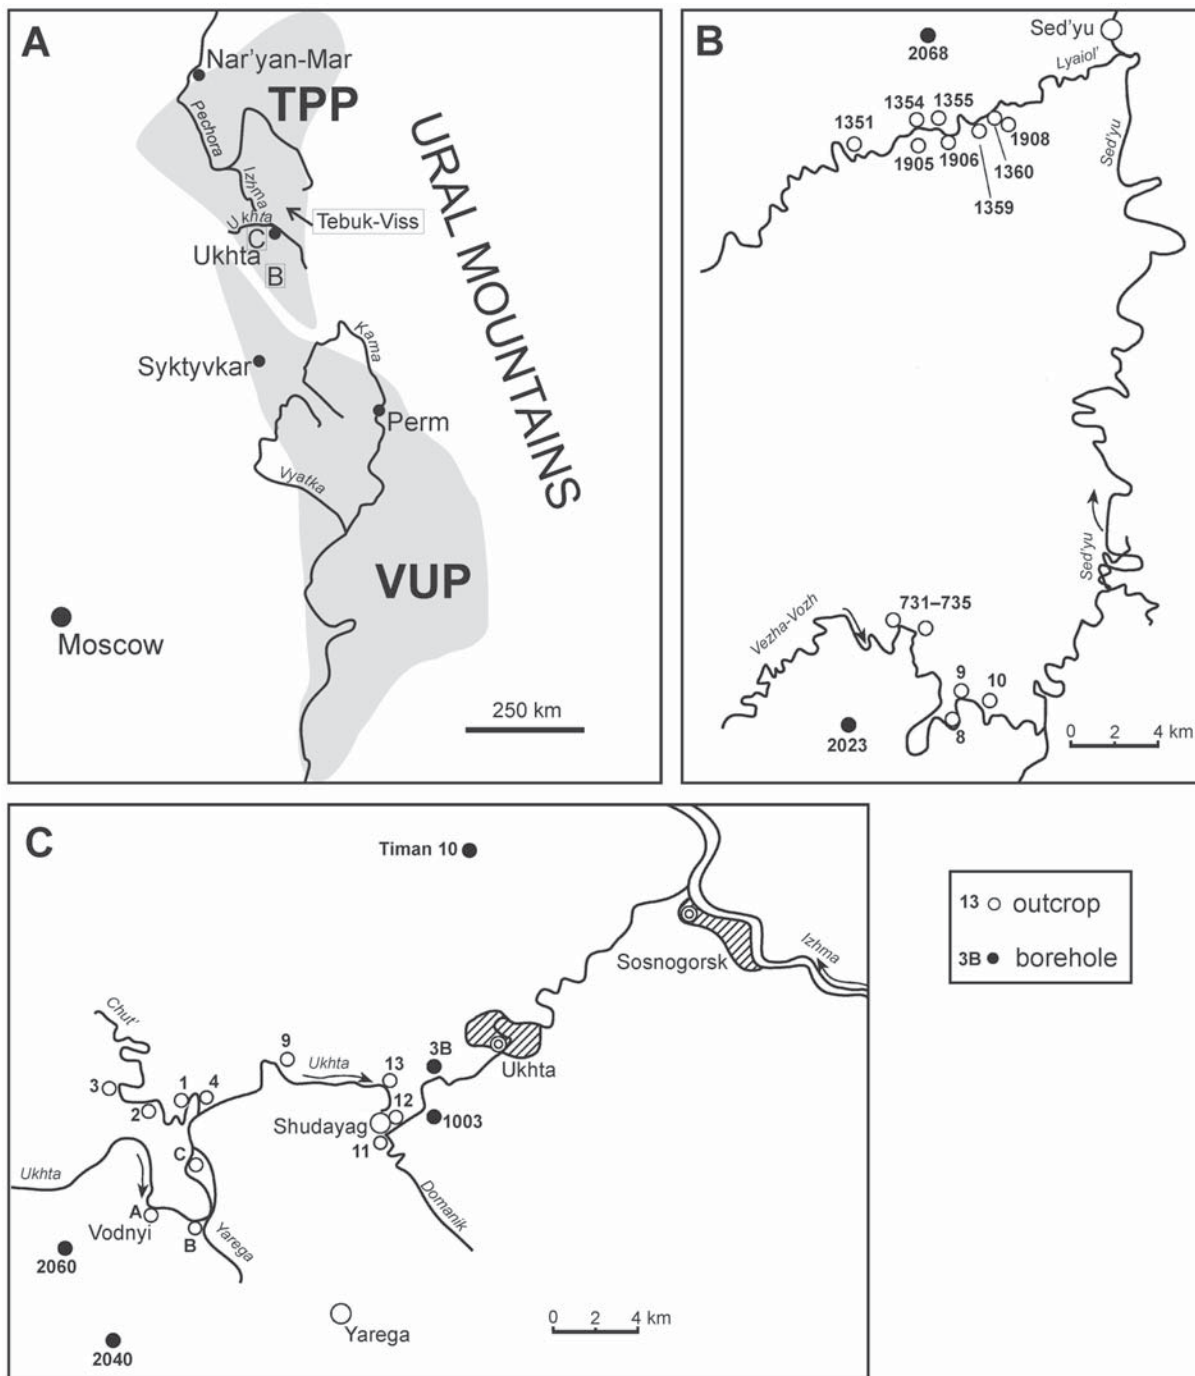 A
Nar'yan-Mar
TPP
Pechora
Izhma
Ukhta
Tebuk-Viss
C
Ukhta
B
URAL MOUNTAINS
Kama
Syktyvkar
Perm
Vyatka
VUP
Moscow
250 km
B
Sed'yu
2068
Lyaiol'
1354
1355
1351
1908
Sed'yu
1905
1906
1360
1359
Sed'yu
731–735
Vezha-Vozh
9
10
2023
8
0 2 4 km
C
Timan 10
Izhma
Sosnogorsk
Chut'
9
Ukhta
3B
13
Ukhta
3
1
4
2
12
Shudayag
1003
11
C
Ukhta
Domanik
A
Vodnyi
B
Yarega
2060
Yarega
0 2 4 km
2040
13 outcrop
3B borehole